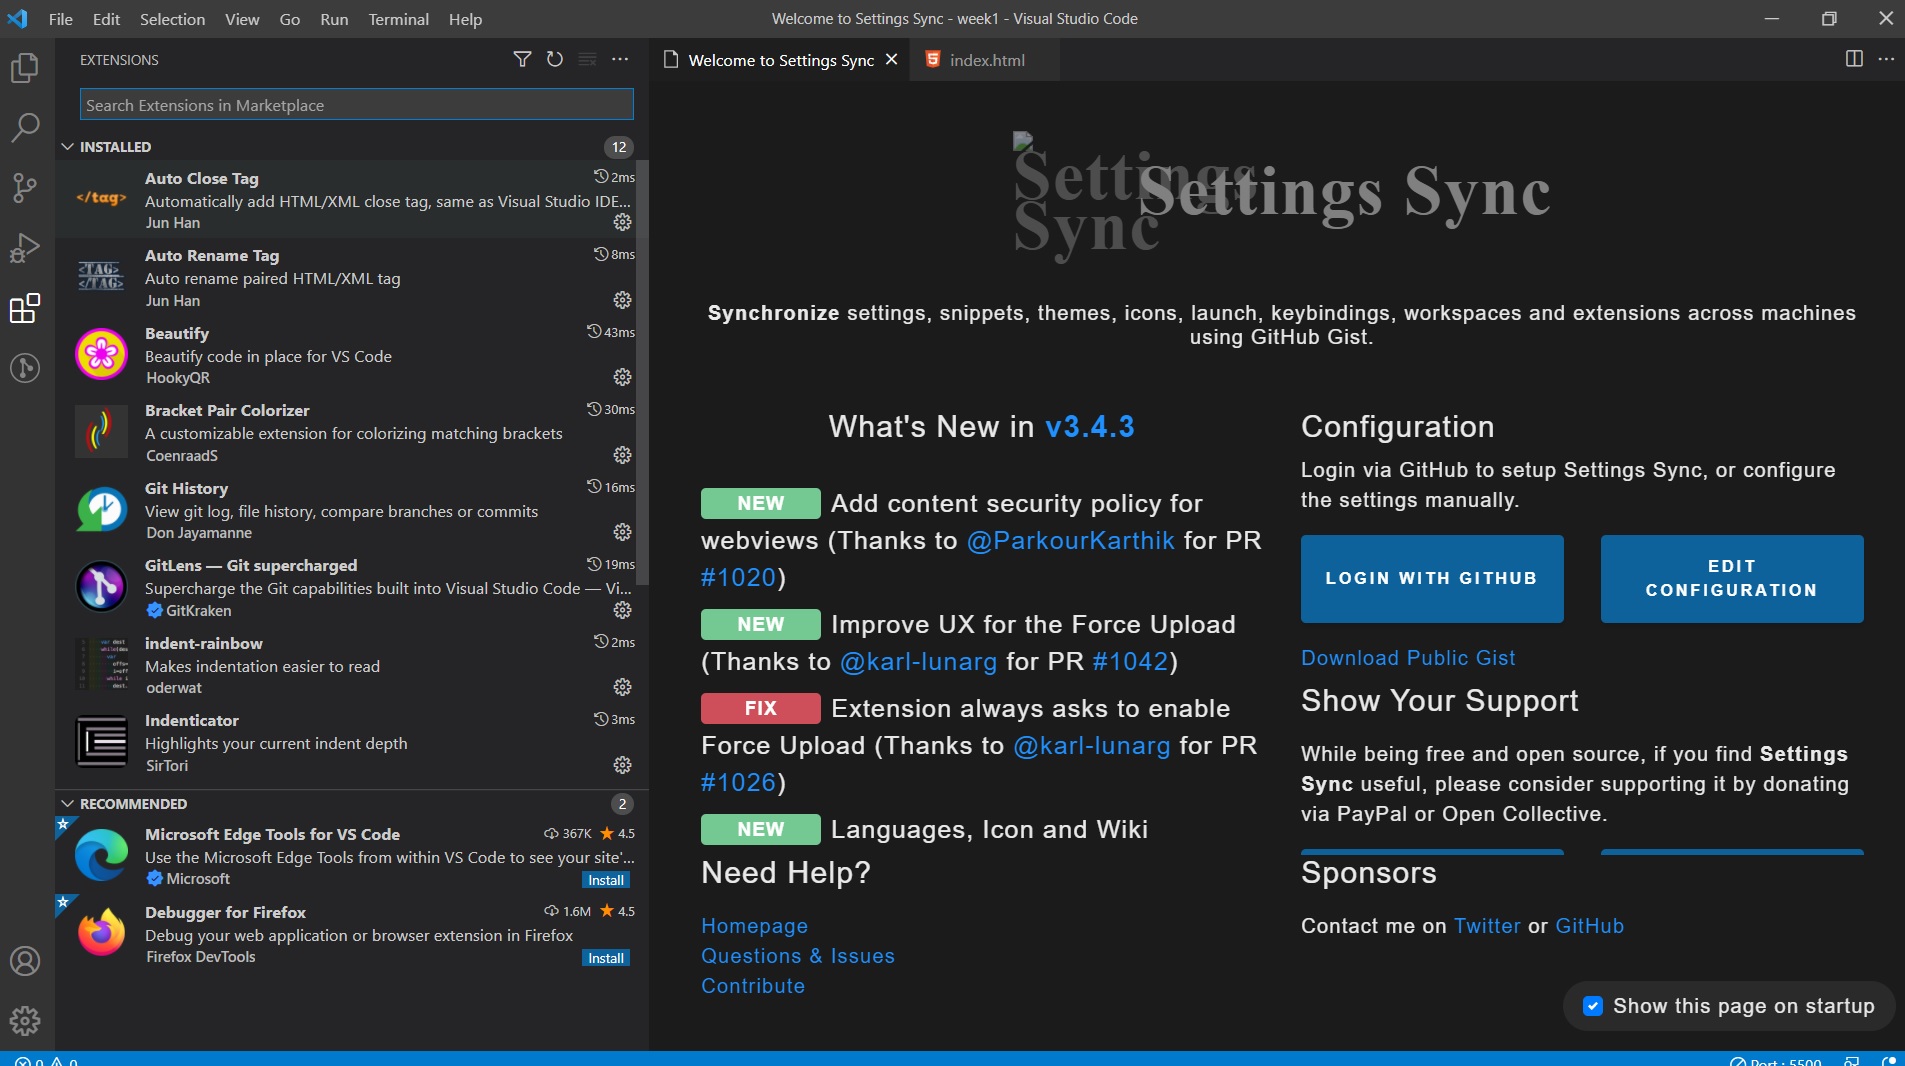 File Edit Selection View Go Run Terminal Help
Welcome to Settings Sync - week1 - Visual Studio Code
EXTENSIONS
Search Extensions in Marketplace
INSTALLED 12
Auto Close Tag 2ms
Automatically add HTML/XML close tag, same as Visual Studio IDE...
Jun Han
Auto Rename Tag 8ms
Auto rename paired HTML/XML tag
Jun Han
Beautify 43ms
Beautify code in place for VS Code
HookyQR
Bracket Pair Colorizer 30ms
A customizable extension for colorizing matching brackets
CoenraadS
Git History 16ms
View git log, file history, compare branches or commits
Don Jayamanne
GitLens — Git supercharged 19ms
Supercharge the Git capabilities built into Visual Studio Code — Vi...
GitKraken
indent-rainbow 2ms
Makes indentation easier to read
oderwat
Indenticator 3ms
Highlights your current indent depth
SirTori
RECOMMENDED 2
Microsoft Edge Tools for VS Code 367K 4.5
Use the Microsoft Edge Tools from within VS Code to see your site'...
Microsoft Install
Debugger for Firefox 1.6M 4.5
Debug your web application or browser extension in Firefox
Firefox DevTools Install
Welcome to Settings Sync
index.html
Settings
Sync
Settings Sync
Synchronize settings, snippets, themes, icons, launch, keybindings, workspaces and extensions across machines
using GitHub Gist.
What's New in v3.4.3
NEW Add content security policy for
webviews (Thanks to @ParkourKarthik for PR
#1020)
NEW Improve UX for the Force Upload
(Thanks to @karl-lunarg for PR #1042)
FIX Extension always asks to enable
Force Upload (Thanks to @karl-lunarg for PR
#1026)
NEW Languages, Icon and Wiki
Need Help?
Homepage
Questions & Issues
Contribute
Configuration
Login via GitHub to setup Settings Sync, or configure
the settings manually.
LOGIN WITH GITHUB
EDIT
CONFIGURATION
Download Public Gist
Show Your Support
While being free and open source, if you find Settings
Sync useful, please consider supporting it by donating
via PayPal or Open Collective.
Sponsors
Contact me on Twitter or GitHub
Show this page on startup
0 0
Port : 5500